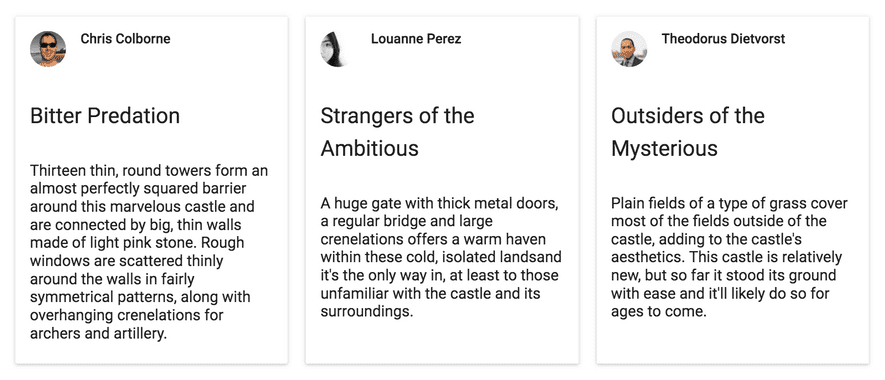 Chris Colborne
Bitter Predation
Thirteen thin, round towers form an
almost perfectly squared barrier
around this marvelous castle and
are connected by big, thin walls
made of light pink stone. Rough
windows are scattered thinly
around the walls in fairly
symmetrical patterns, along with
overhanging crenelations for
archers and artillery.
Louanne Perez
Strangers of the
Ambitious
A huge gate with thick metal doors,
a regular bridge and large
crenelations offers a warm haven
within these cold, isolated landsand
it's the only way in, at least to those
unfamiliar with the castle and its
surroundings.
Theodorus Dietvorst
Outsiders of the
Mysterious
Plain fields of a type of grass cover
most of the fields outside of the
castle, adding to the castle's
aesthetics. This castle is relatively
new, but so far it stood its ground
with ease and it'll likely do so for
ages to come.